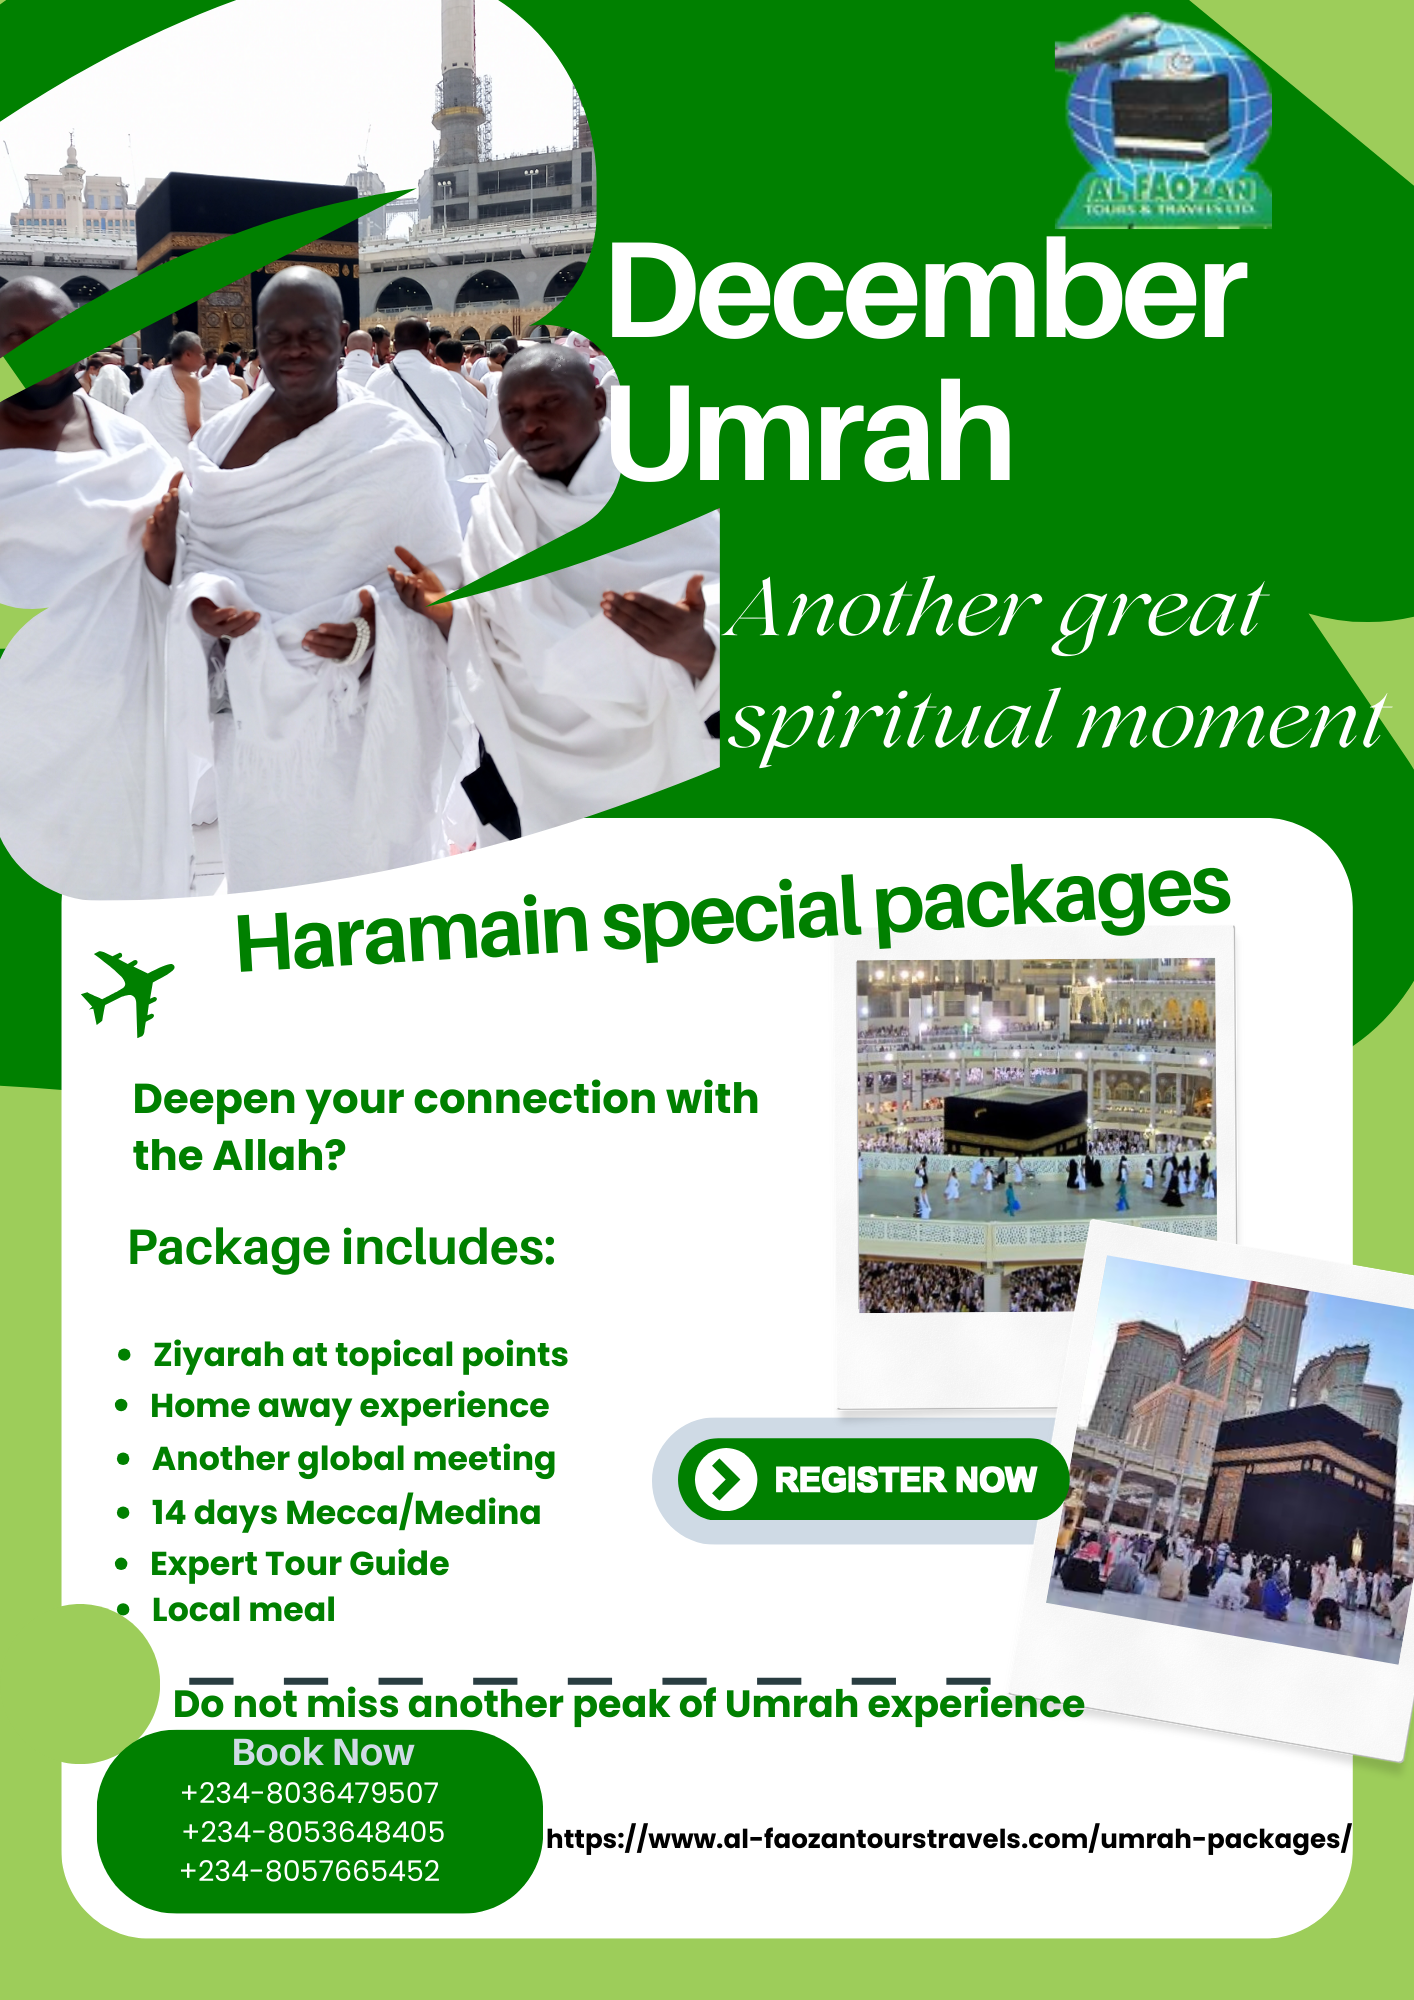 AL FAOZAN
TOURS & TRAVELS LTD.
December
Umrah
Another great
spiritual moment
Haramain special packages
Deepen your connection with
the Allah?
Package includes:
Ziyarah at topical points
Home away experience
Another global meeting
14 days Mecca/Medina
Expert Tour Guide
Local meal
REGISTER NOW
Do not miss another peak of Umrah experience
Book Now
+234-8036479507
+234-8053648405
+234-8057665452
https://www.al-faozantourstravels.com/umrah-packages/